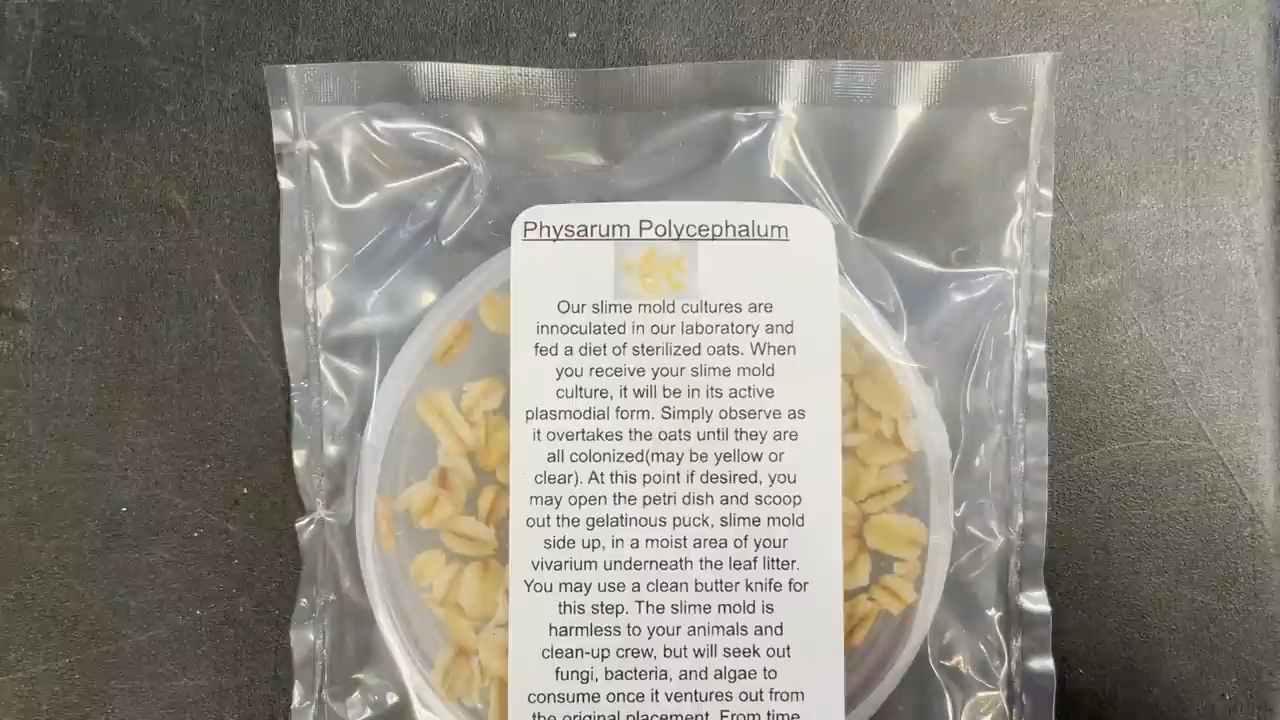 Physarum Polycephalum
Our slime mold cultures are
innoculated in our laboratory and
fed a diet of sterilized oats. When
you receive your slime mold
culture, it will be in its active
plasmodial form. Simply observe as
it overtakes the oats until they are
all colonized(may be yellow or
clear). At this point if desired, you
may open the petri dish and scoop
out the gelatinous puck, slime mold
side up, in a moist area of your
vivarium underneath the leaf litter.
You may use a clean butter knife for
this step. The slime mold is
harmless to your animals and
clean-up crew, but will seek out
fungi, bacteria, and algae to
consume once it ventures out from
the original placement. From time